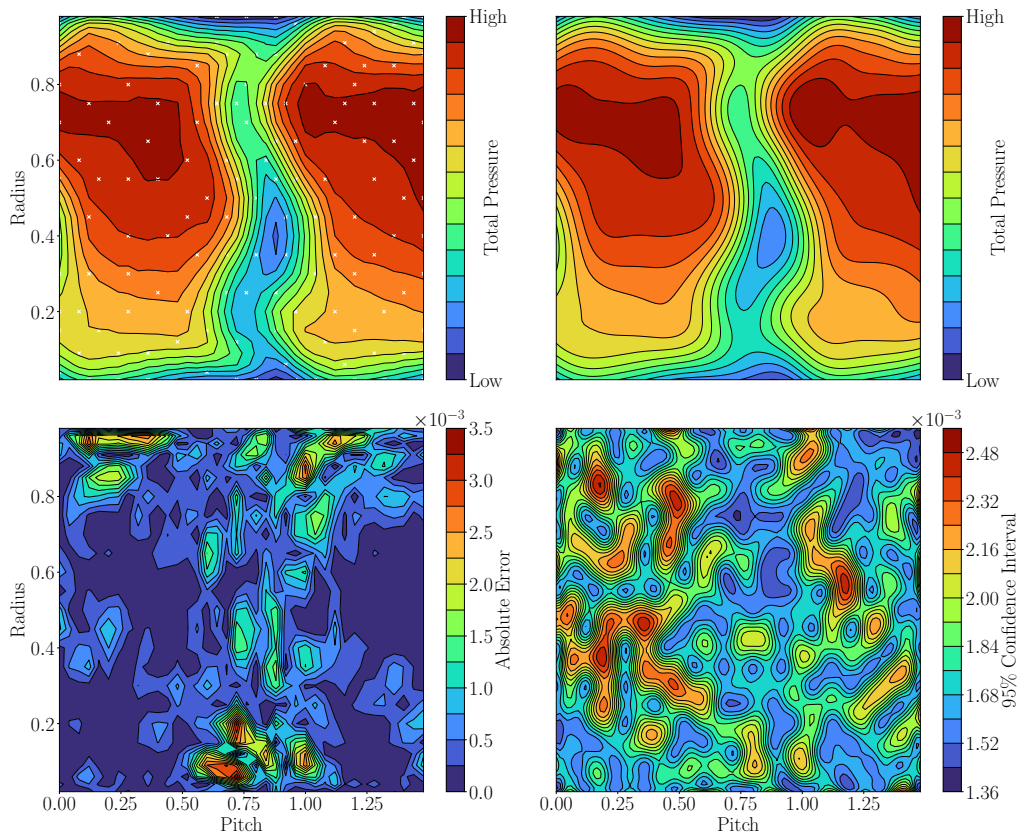 High
High
0.8
0.6
0.4
0.2
Radius
Total Pressure
Total Pressure
Low
Low
×10⁻³
×10⁻³
3.5
3.0
2.5
2.0
1.5
1.0
0.5
0.0
Absolute Error
2.48
2.32
2.16
2.00
1.84
1.68
1.52
1.36
95% Confidence Interval
0.8
0.6
0.4
0.2
Radius
0.00 0.25 0.50 0.75 1.00 1.25
Pitch
0.00 0.25 0.50 0.75 1.00 1.25
Pitch